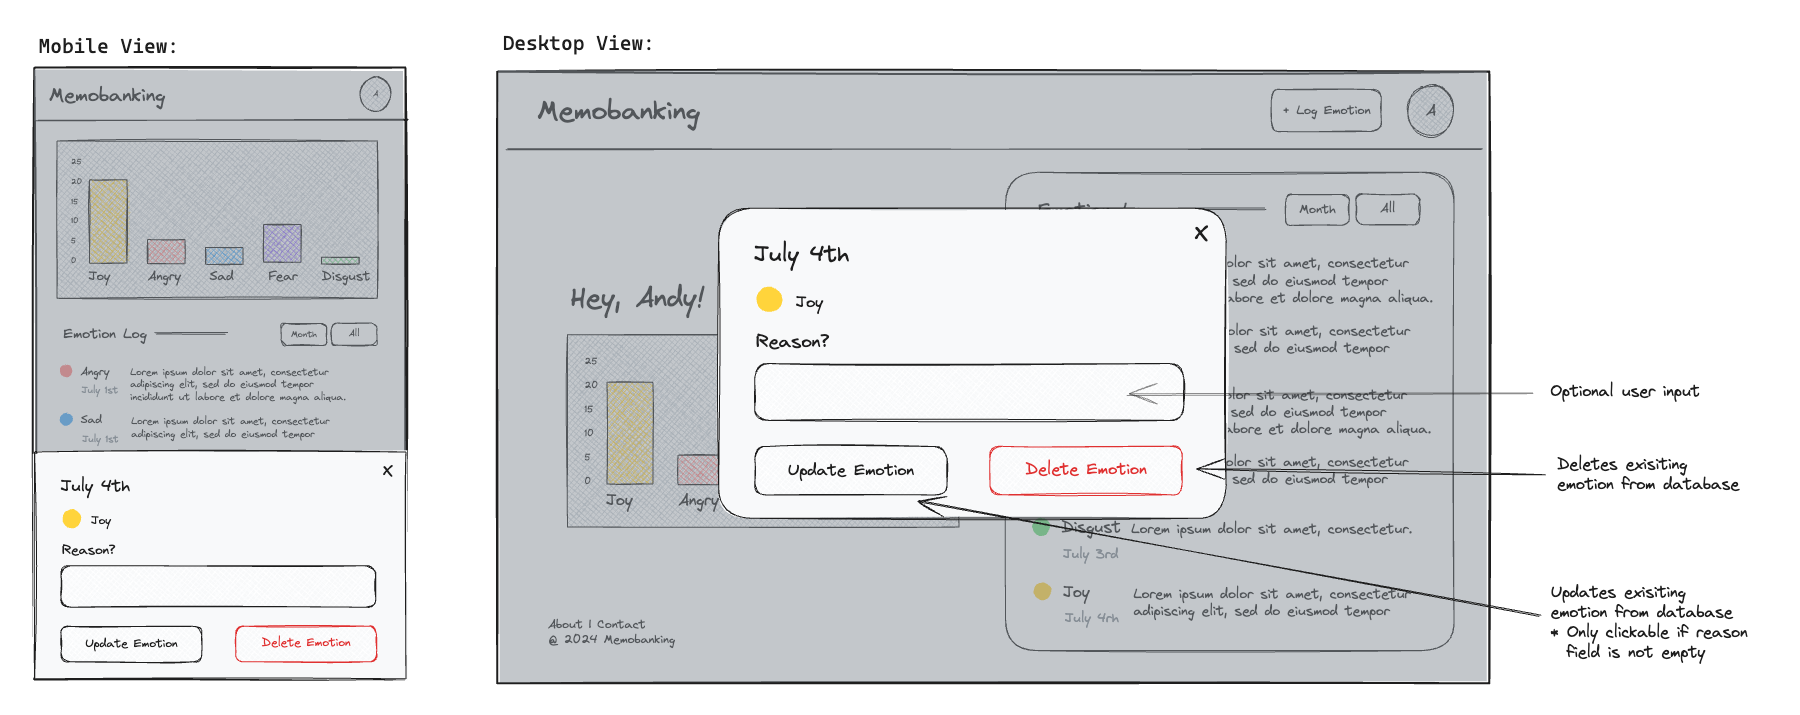 Mobile View:
Memobanking
A
25
20
15
10
5
0
Joy
Angry
Sad
Fear
Disgust
Emotion Log
Month
All
Angry
July 1st
Lorem ipsum dolor sit amet, consectetur
adipiscing elit, sed do eiusmod tempor
incididunt ut labore et dolore magna aliqua.
Sad
July 1st
Lorem ipsum dolor sit amet, consectetur
adipiscing elit, sed do eiusmod tempor
X
July 4th
Joy
Reason?
Update Emotion
Delete Emotion
Desktop View:
Memobanking
+ Log Emotion
A
Hey, Andy!
25
20
15
10
5
0
Joy
Angry
About | Contact
@ 2024 Memobanking
Month
All
dolor sit amet, consectetur
sed do eiusmod tempor
labore et dolore magna aliqua.
dolor sit amet, consectetur
sed do eiusmod tempor
dolor sit amet, consectetur
sed do eiusmod tempor
labore et dolore magna aliqua.
dolor sit amet, consectetur
sed do eiusmod tempor
Disgust
July 3rd
Lorem ipsum dolor sit amet, consectetur.
Joy
July 4rh
Lorem ipsum dolor sit amet, consectetur
adipiscing elit, sed do eiusmod tempor
X
July 4th
Joy
Reason?
Update Emotion
Delete Emotion
Optional user input
Deletes exisiting
emotion from database
Updates exisiting
emotion from database
* Only clickable if reason
field is not empty